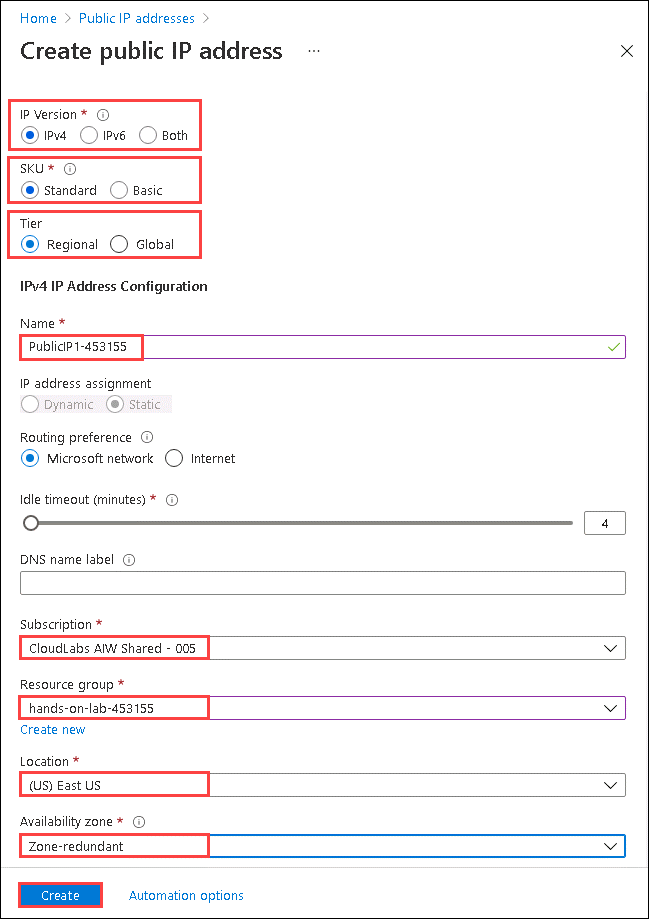 Home > Public IP addresses >
Create public IP address ...
IP Version *
IPv4 IPv6 Both
SKU *
Standard Basic
Tier
Regional Global
IPv4 IP Address Configuration
Name *
PublicIP1-453155
IP address assignment
Dynamic Static
Routing preference
Microsoft network Internet
Idle timeout (minutes) *
4
DNS name label
Subscription *
CloudLabs AIW Shared - 005
Resource group *
hands-on-lab-453155
Create new
Location *
(US) East US
Availability zone *
Zone-redundant
Create Automation options